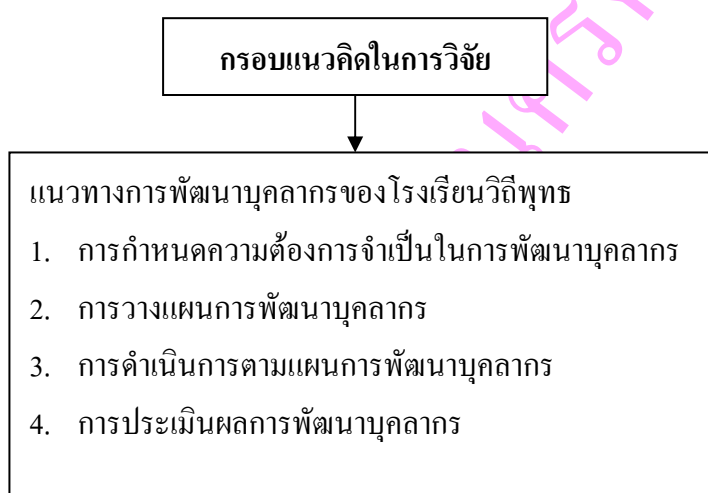 กรอบแนวคิดในการวิจัย
แนวทางการพัฒนาบุคลากรของโรงเรียนวิถีพุทธ
1. การกำหนดความต้องการจำเป็นในการพัฒนาบุคลากร
2. การวางแผนการพัฒนาบุคลากร
3. การดำเนินการตามแผนการพัฒนาบุคลากร
4. การประเมินผลการพัฒนาบุคลากร